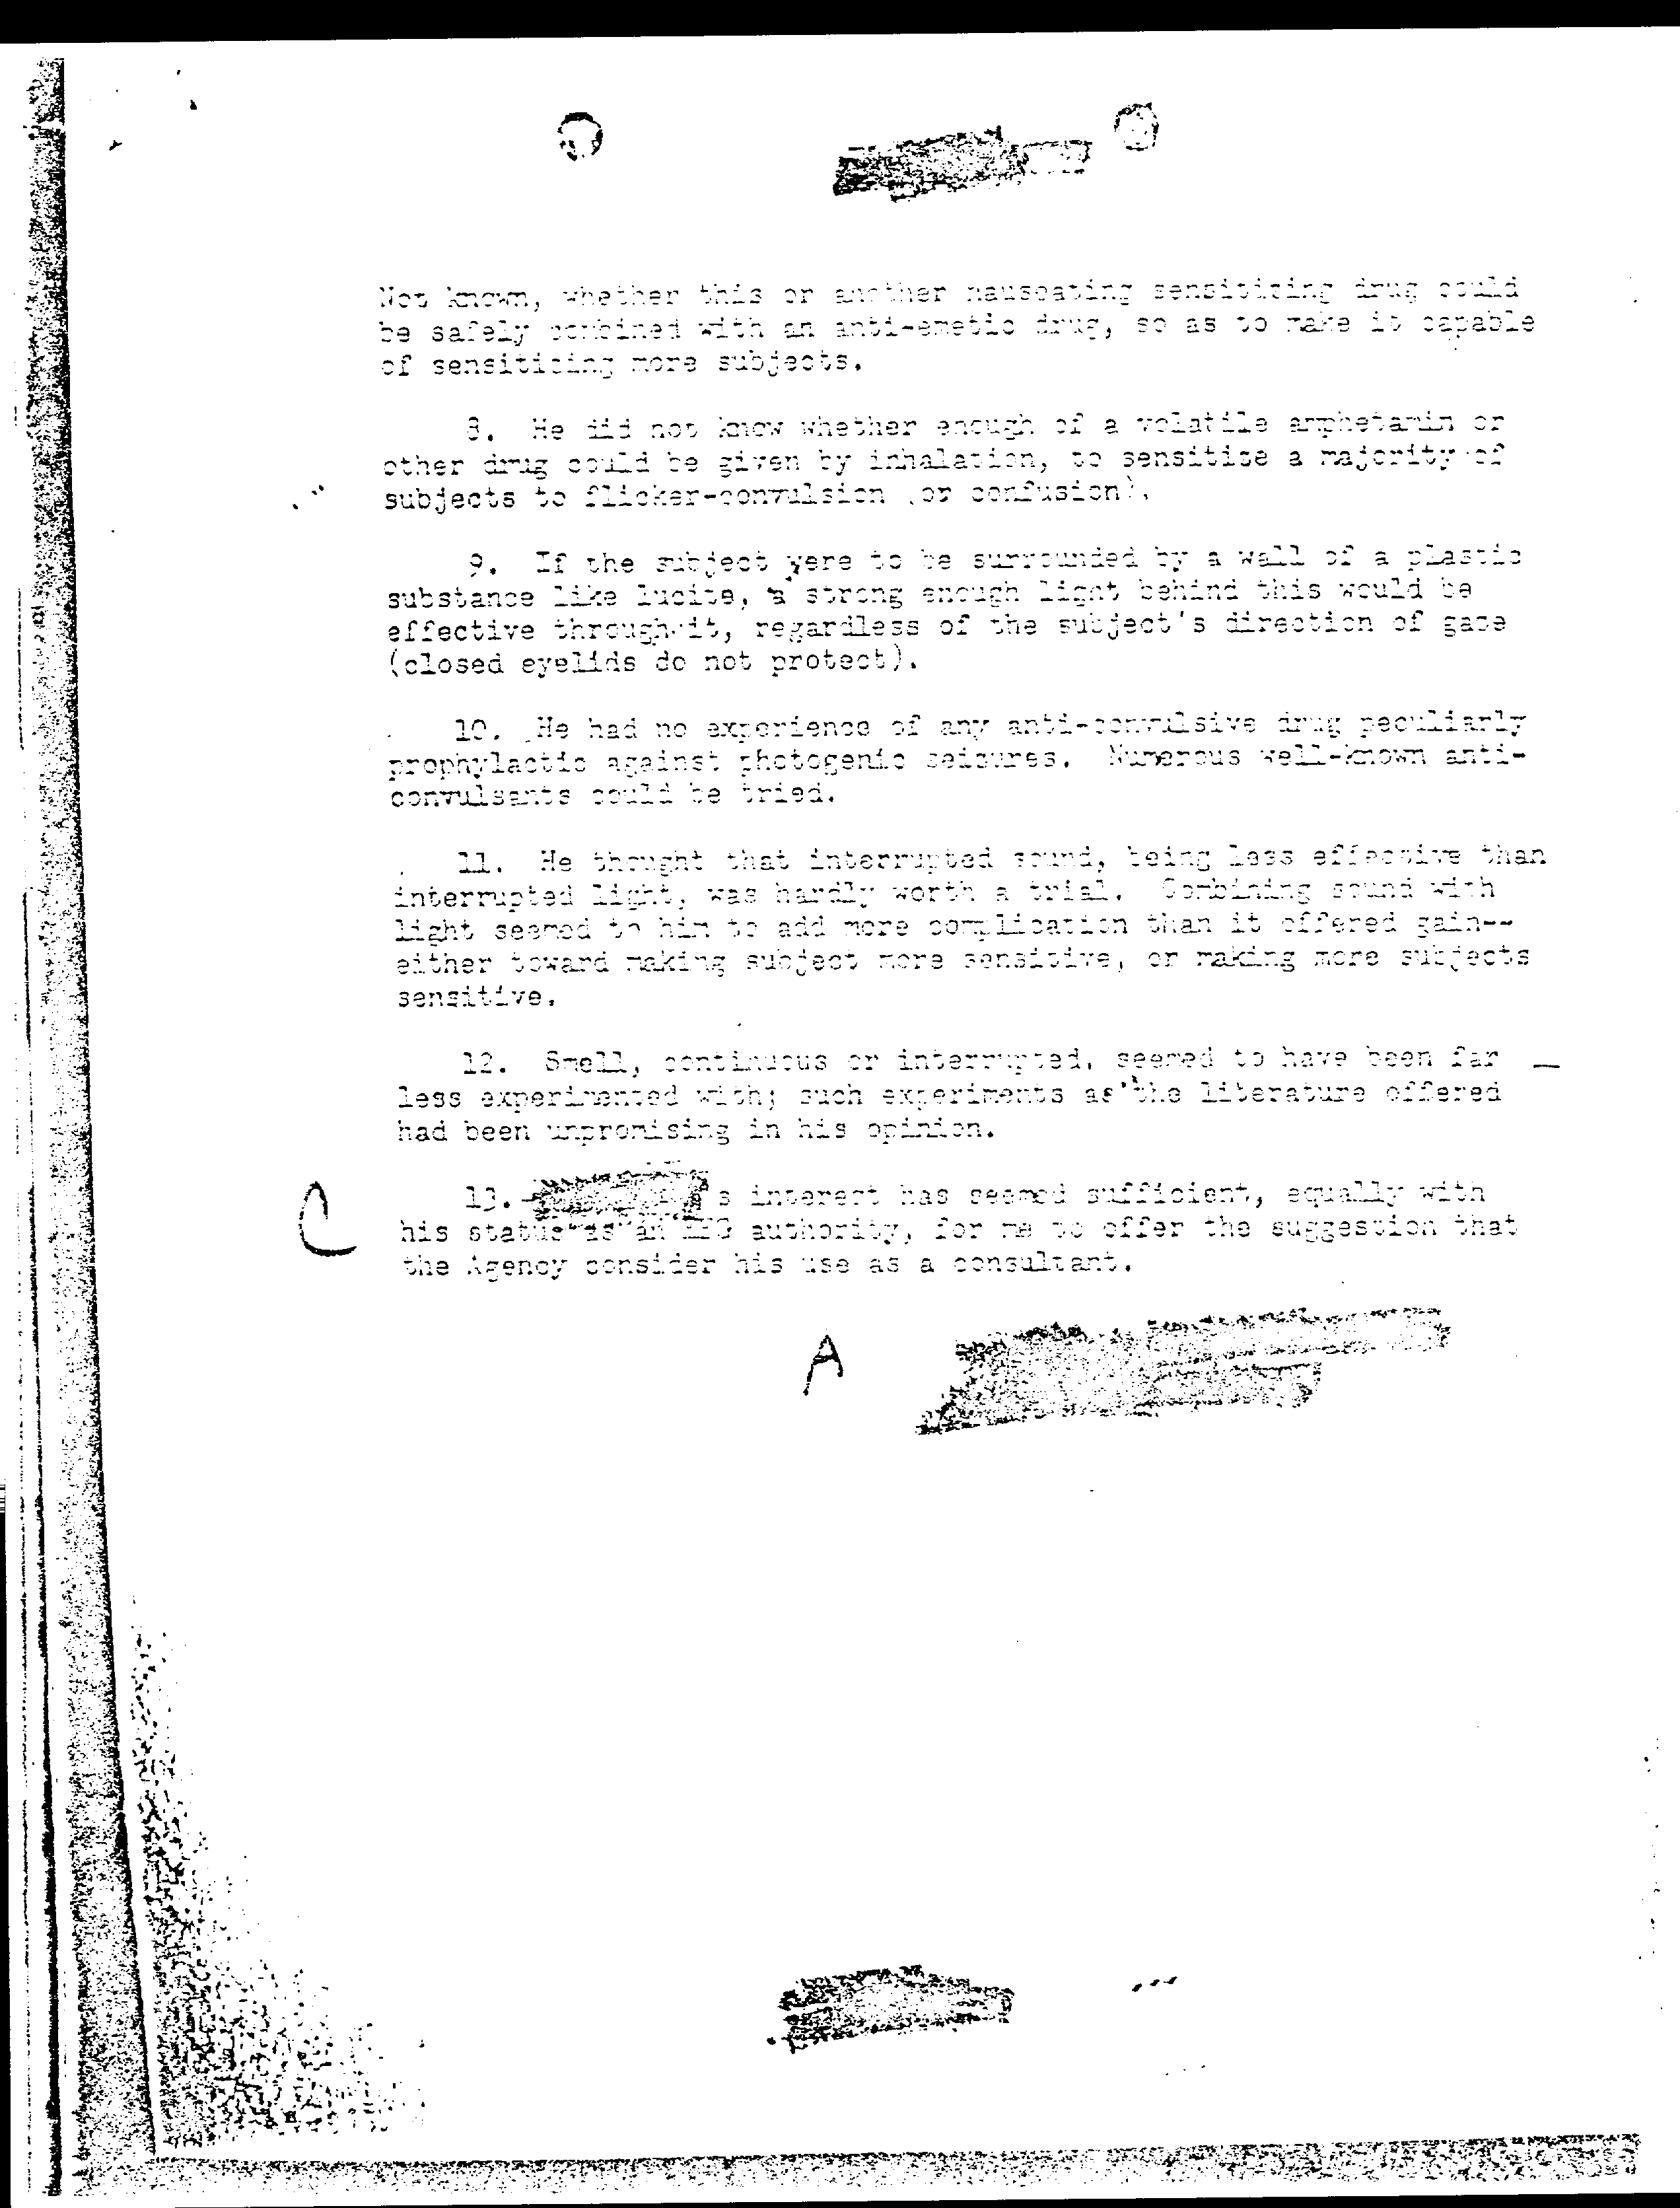 Not known, whether this or another nauseating sensitizing drug could
be safely combined with an anti-emetic drug, so as to make it capable
of sensitizing more subjects.
8. He did not know whether enough of a volatile amphetamin or
other drug could be given by inhalation, to sensitize a majority of
subjects to flicker-convulsion (or confusion).
9. If the subject were to be surrounded by a wall of a plastic
substance like lucite, a strong enough light behind this would be
effective through it, regardless of the subject's direction of gaze
(closed eyelids do not protect).
10. He had no experience of any anti-convulsive drug peculiarly
prophylactic against photogenic seizures. Numerous well-known anti-
convulsants could be tried.
11. He thought that interrupted sound, being less effective than
interrupted light, was hardly worth a trial. Combining sound with
light seemed to him to add more complication than it offered gain--
either toward making subject more sensitive, or making more subjects
sensitive.
12. Smell, continuous or interrupted, seemed to have been far
less experimented with; such experiments as the literature offered
had been unpromising in his opinion.
C
13. 's interest has seemed sufficient, equally with
his status as an EEG authority, for me to offer the suggestion that
the Agency consider his use as a consultant.
A